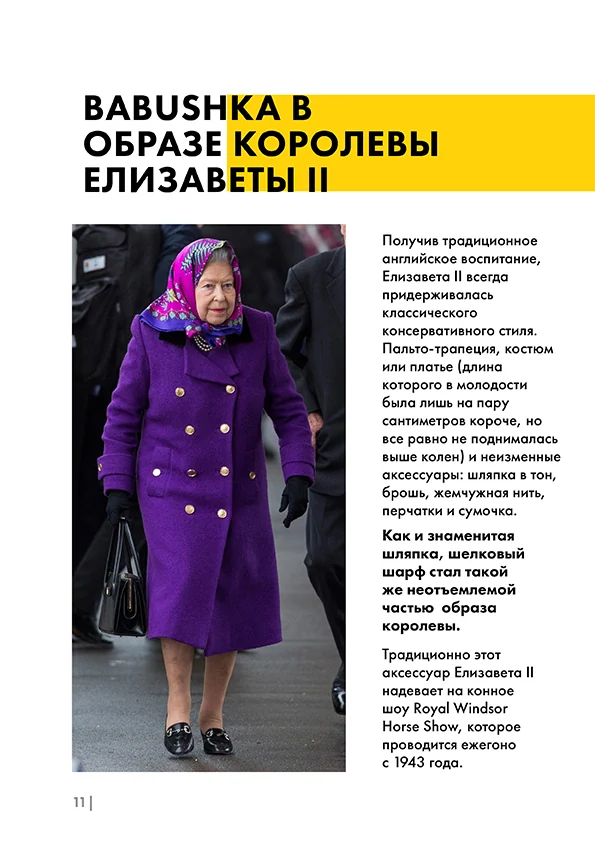 BABUSHKA В
ОБРАЗЕ КОРОЛЕВЫ
ЕЛИЗАВЕТЫ II
Получив традиционное
английское воспитание,
Елизавета II всегда
придерживалась
классического
консервативного стиля.
Пальто-трапеция, костюм
или платье (длина
которого в молодости
была лишь на пару
сантиметров короче, но
все равно не поднималась
выше колен) и неизменные
аксессуары: шляпка в тон,
брошь, жемчужная нить,
перчатки и сумочка.
Как и знаменитая
шляпка, шелковый
шарф стал такой
же неотъемлемой
частью образа
королевы.
Традиционно этот
аксессуар Елизавета II
надевает на конное
шоу Royal Windsor
Horse Show, которое
проводится ежегоно
с 1943 года.
11 |